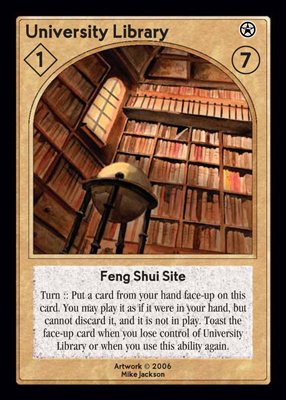 University Library
1
7
Feng Shui Site
Turn :: Put a card from your hand face-up on this
card. You may play it as if it were in your hand, but
cannot discard it, and it is not in play. Toast the
face-up card when you lose control of University
Library or when you use this ability again.
Artwork © 2006
Mike Jackson